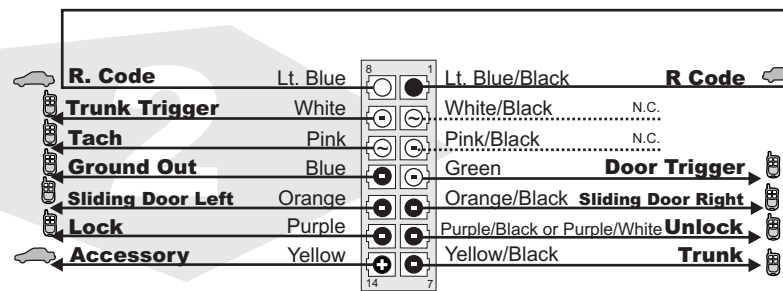 R. Code Lt. Blue 8 1 Lt. Blue/Black R Code
Trunk Trigger White White/Black N.C.
Tach Pink Pink/Black N.C.
Ground Out Blue Green Door Trigger
Sliding Door Left Orange Orange/Black Sliding Door Right
Lock Purple Purple/Black or Purple/White Unlock
Accessory Yellow Yellow/Black Trunk
14 7
2